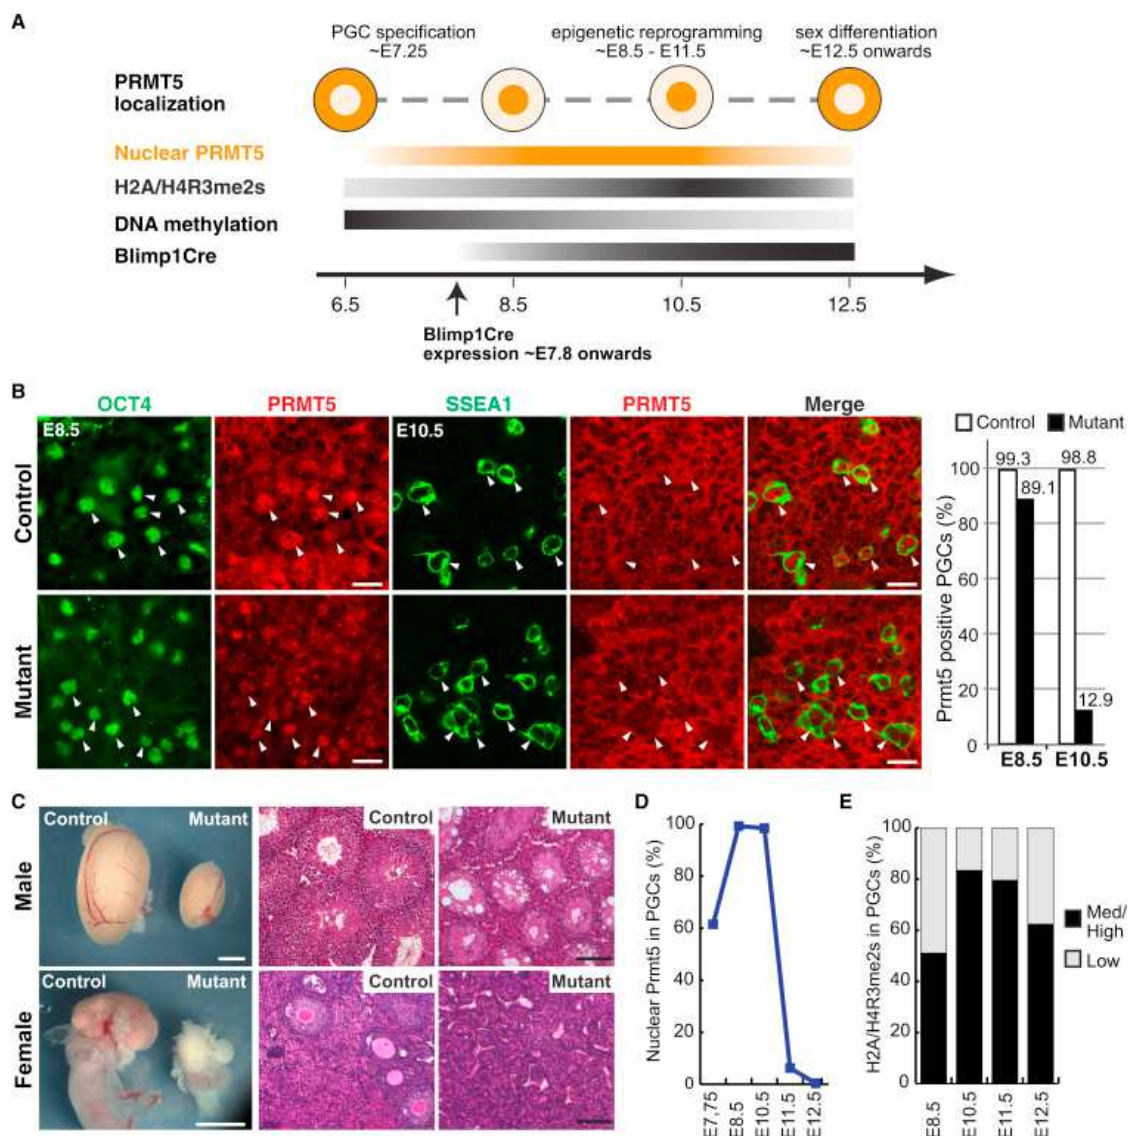 A
PGC specification
~E7.25
epigenetic reprogramming
~E8.5 - E11.5
sex differentiation
~E12.5 onwards
PRMT5
localization
Nuclear PRMT5
H2A/H4R3me2s
DNA methylation
Blimp1Cre
6.5
8.5
10.5
12.5
Blimp1Cre
expression ~E7.8 onwards
B
OCT4
PRMT5
SSEA1
PRMT5
Merge
Control
E8.5
E10.5
Mutant
Control
Mutant
Prmt5 positive PGCs (%)
100
80
60
40
20
0
99.3
89.1
98.8
12.9
E8.5
E10.5
C
Male
Control
Mutant
Control
Mutant
Female
Control
Mutant
Control
Mutant
D
Nuclear Prmt5 in PGCs (%)
100
80
60
40
20
0
E7,75
E8.5
E10.5
E11.5
E12.5
E
H2A/H4R3me2s in PGCs (%)
100
80
60
40
20
0
E8.5
E10.5
E11.5
E12.5
Med/
High
Low